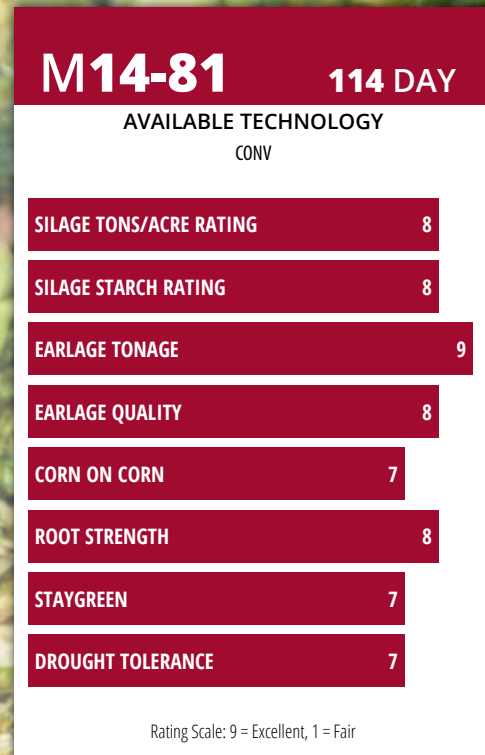 M14-81 114 DAY
AVAILABLE TECHNOLOGY
CONV
SILAGE TONS/ACRE RATING 8
SILAGE STARCH RATING 8
EARLAGE TONAGE 9
EARLAGE QUALITY 8
CORN ON CORN 7
ROOT STRENGTH 8
STAYGREEN 7
DROUGHT TOLERANCE 7
Rating Scale: 9 = Excellent, 1 = Fair